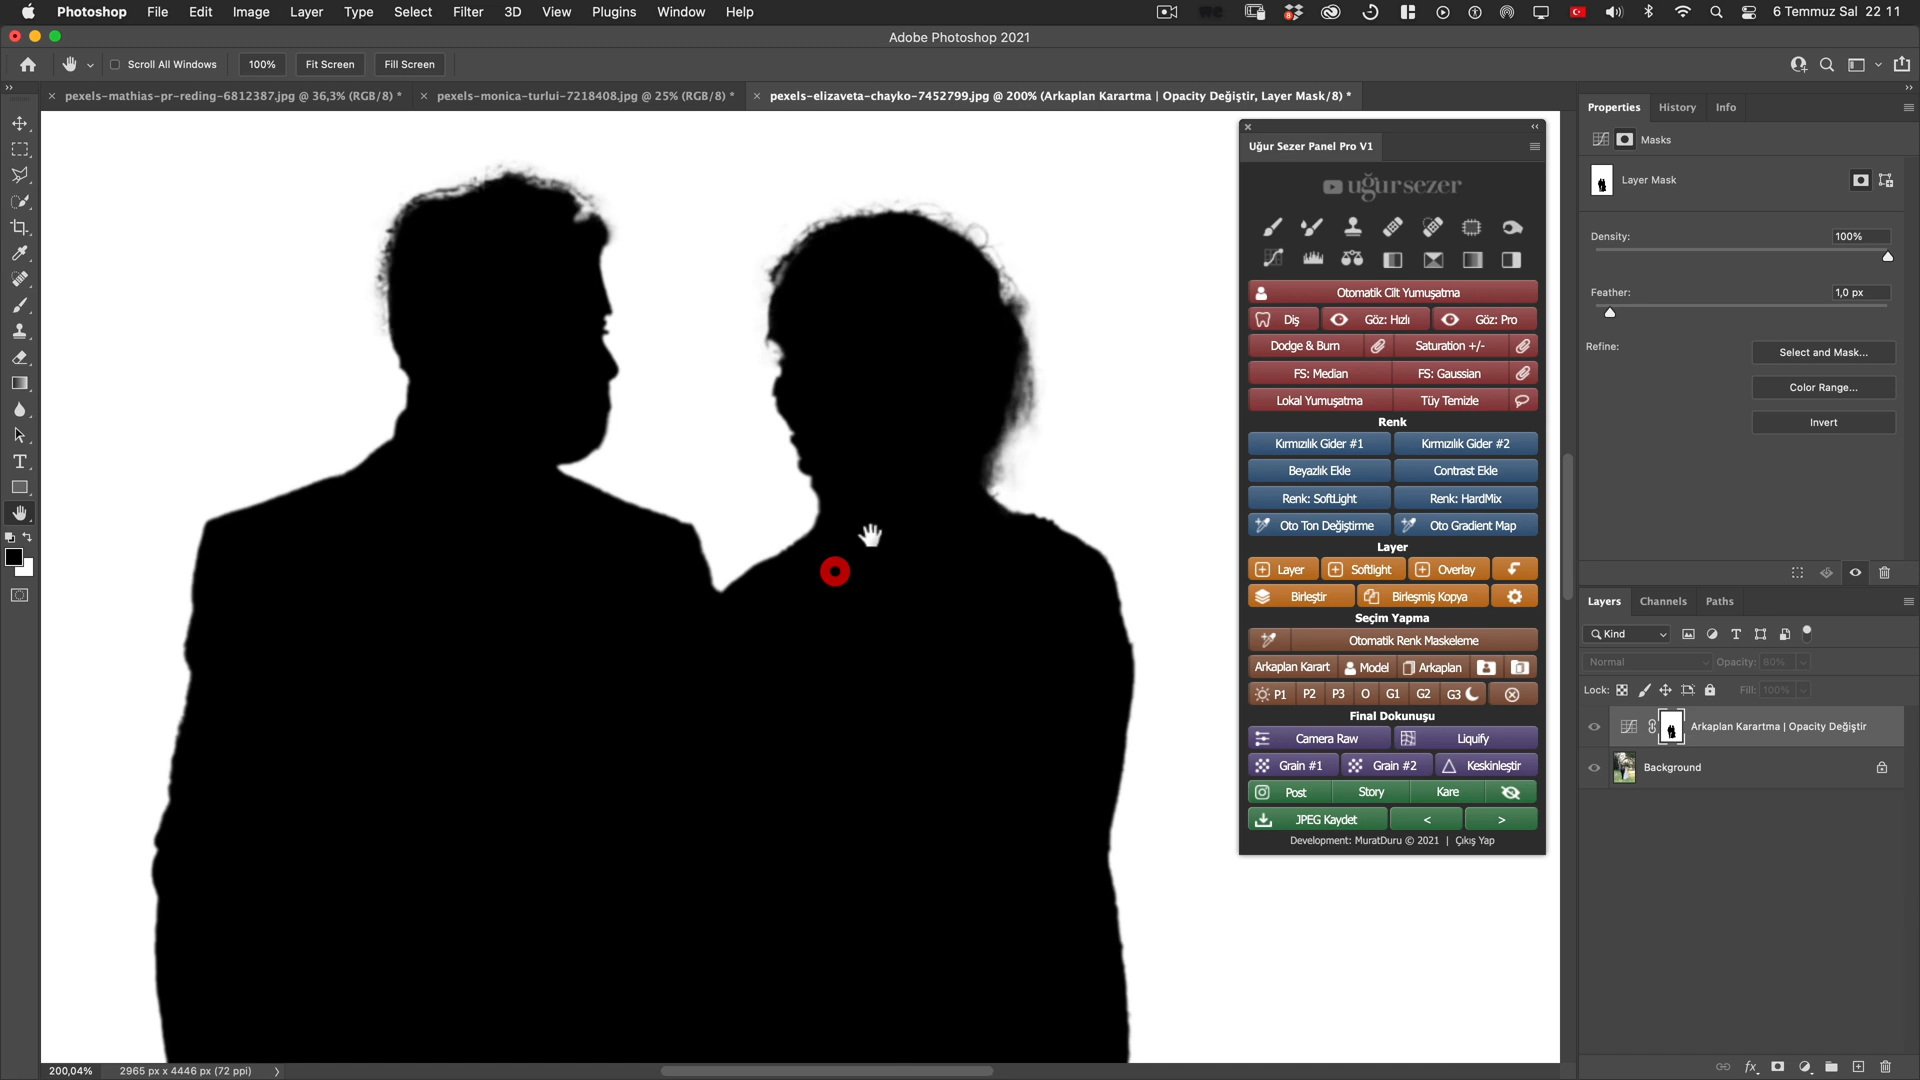 Photoshop File Edit Image Layer Type Select Filter 3D View Plugins Window Help 6 Temmuz Sal 22 11
Adobe Photoshop 2021
Scroll All Windows 100% Fit Screen Fill Screen
pexels-mathias-pr-reding-6812387.jpg @ 36,3% (RGB/8) * pexels-monica-turlui-7218408.jpg @ 25% (RGB/8) * pexels-elizaveta-chayko-7452799.jpg @ 200% (Arkaplan Karartma | Opacity Değiştir, Layer Mask/8) *
Uğur Sezer Panel Pro V1
uğursezer
Otomatik Cilt Yumuşatma
Diş Göz: Hızlı Göz: Pro
Dodge & Burn Saturation +/-
FS: Median FS: Gaussian
Lokal Yumuşatma Tüy Temizle
Renk
Kırmızılık Gider #1 Kırmızılık Gider #2
Beyazlık Ekle Contrast Ekle
Renk: SoftLight Renk: HardMix
Oto Ton Değiştirme Oto Gradient Map
Layer
Layer Softlight Overlay
Birleştir Birleşmiş Kopya
Seçim Yapma
Otomatik Renk Maskeleme
Arkaplan Karart Model Arkaplan
P1 P2 P3 O G1 G2 G3
Final Dokunuşu
Camera Raw Liquify
Grain #1 Grain #2 Keskinleştir
Post Story Kare
JPEG Kaydet < >
Development: MuratDuru © 2021 | Çıkış Yap
Properties History Info
Masks
Layer Mask
Density: 100%
Feather: 1,0 px
Refine: Select and Mask...
Color Range...
Invert
Layers Channels Paths
Kind
Normal Opacity: 80%
Lock: Fill: 100%
Arkaplan Karartma | Opacity Değiştir
Background
200,04% 2965 px x 4446 px (72 ppi)